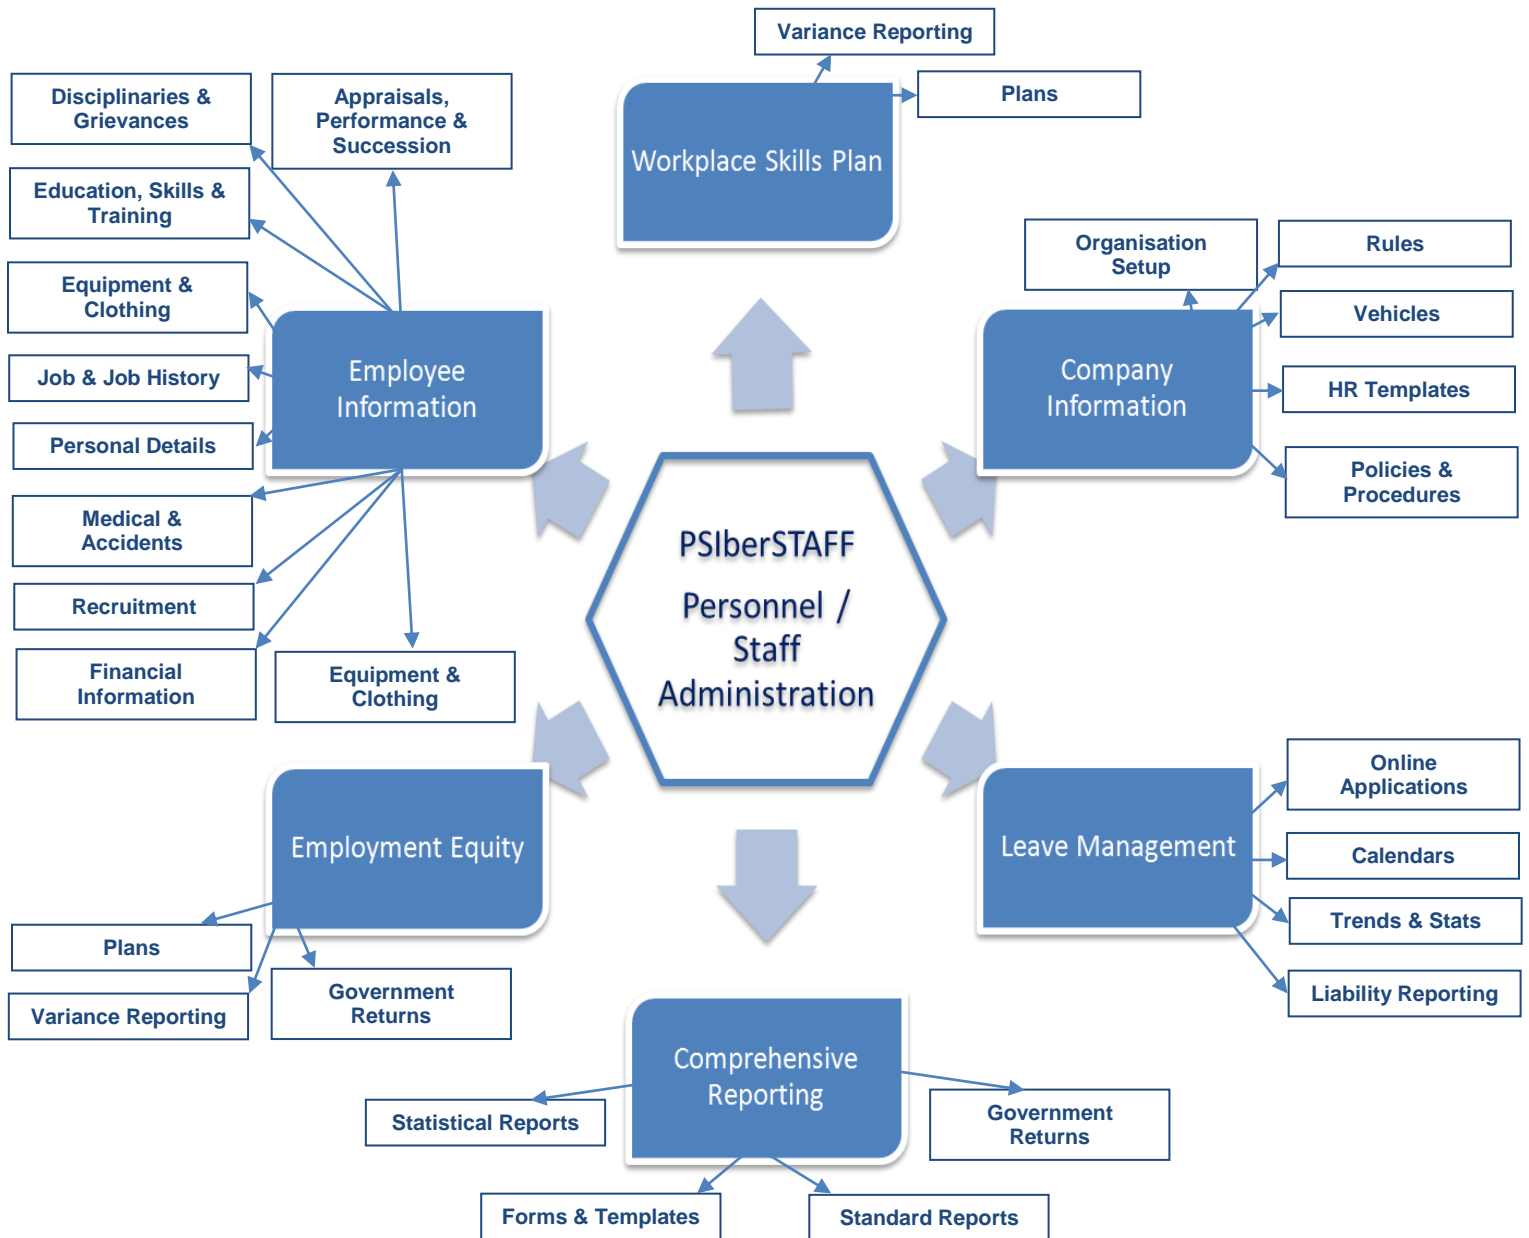 Variance Reporting
Plans
Workplace Skills Plan
Disciplinaries &
Grievances
Appraisals,
Performance &
Succession
Education, Skills &
Training
Equipment &
Clothing
Job & Job History
Personal Details
Medical &
Accidents
Recruitment
Financial
Information
Equipment &
Clothing
Employee
Information
Organisation
Setup
Rules
Vehicles
HR Templates
Policies &
Procedures
Company
Information
PSIberSTAFF
Personnel /
Staff
Administration
Employment Equity
Plans
Variance Reporting
Government
Returns
Leave Management
Online
Applications
Calendars
Trends & Stats
Liability Reporting
Comprehensive
Reporting
Statistical Reports
Government
Returns
Forms & Templates
Standard Reports